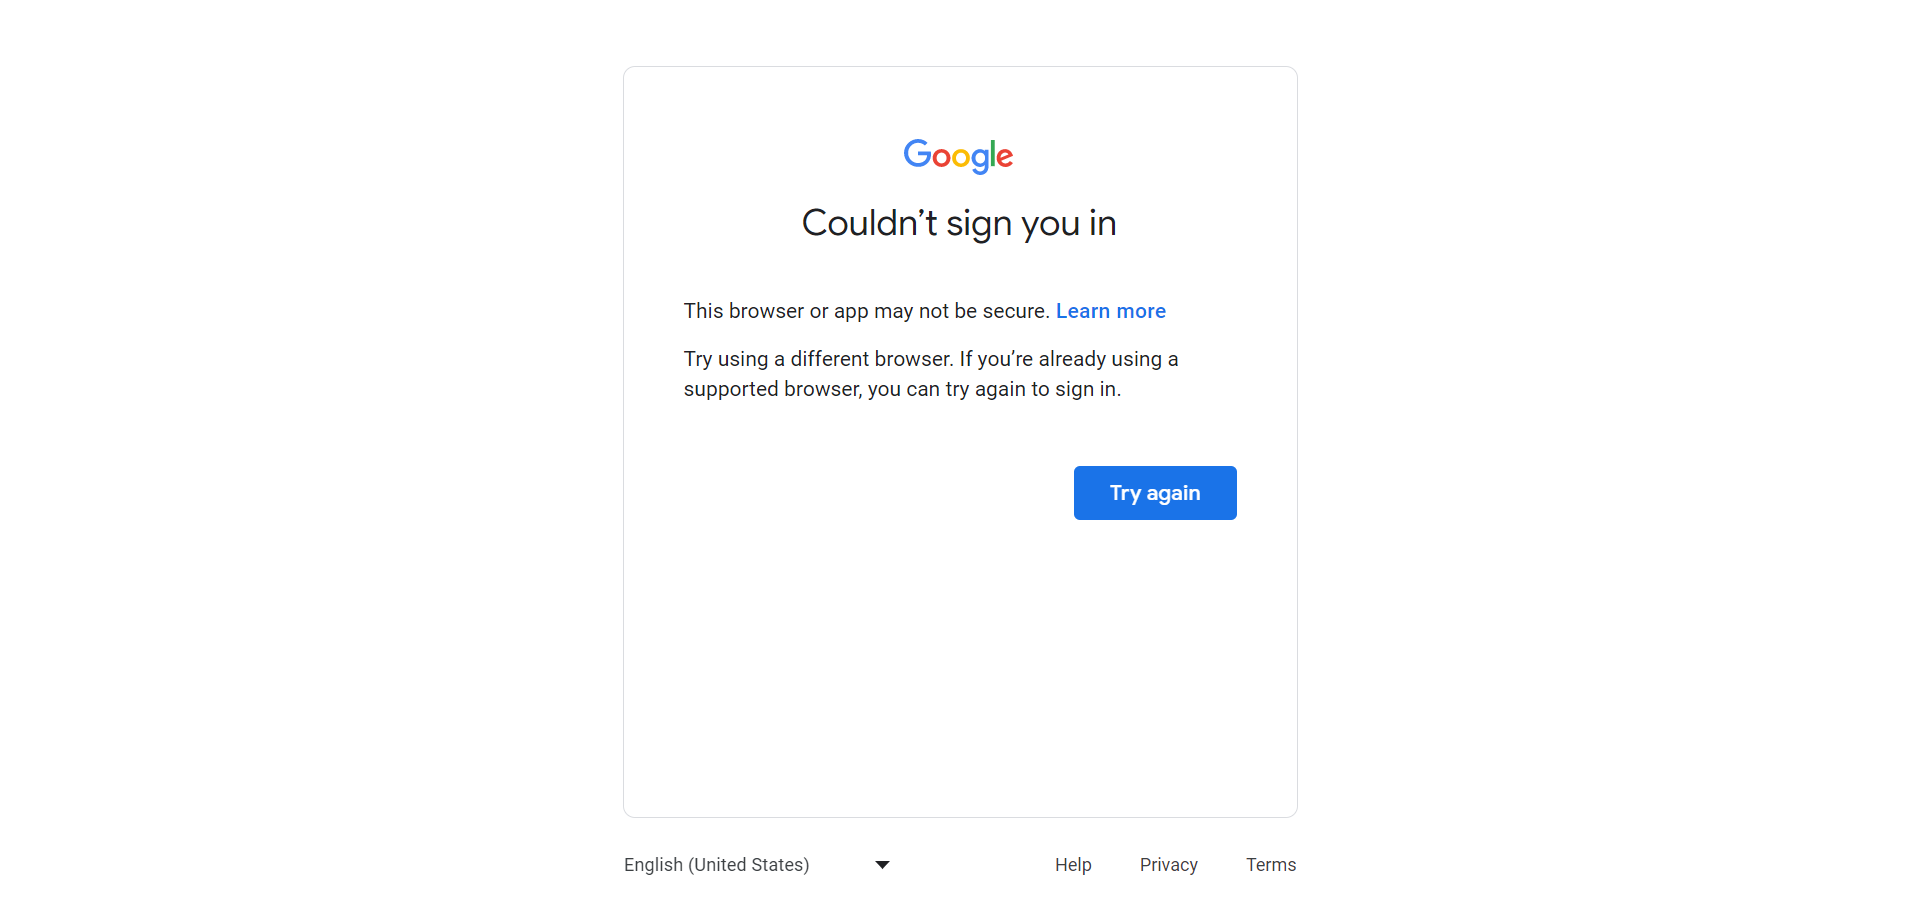 Google
Couldn’t sign you in
This browser or app may not be secure. Learn more
Try using a different browser. If you’re already using a
supported browser, you can try again to sign in.
Try again
English (United States)
Help
Privacy
Terms